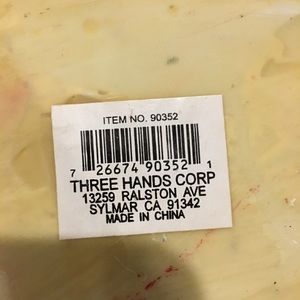 ITEM NO. 90352
7 26674 90352 1
THREE HANDS CORP
13259 RALSTON AVE
SYLMAR CA 91342
MADE IN CHINA